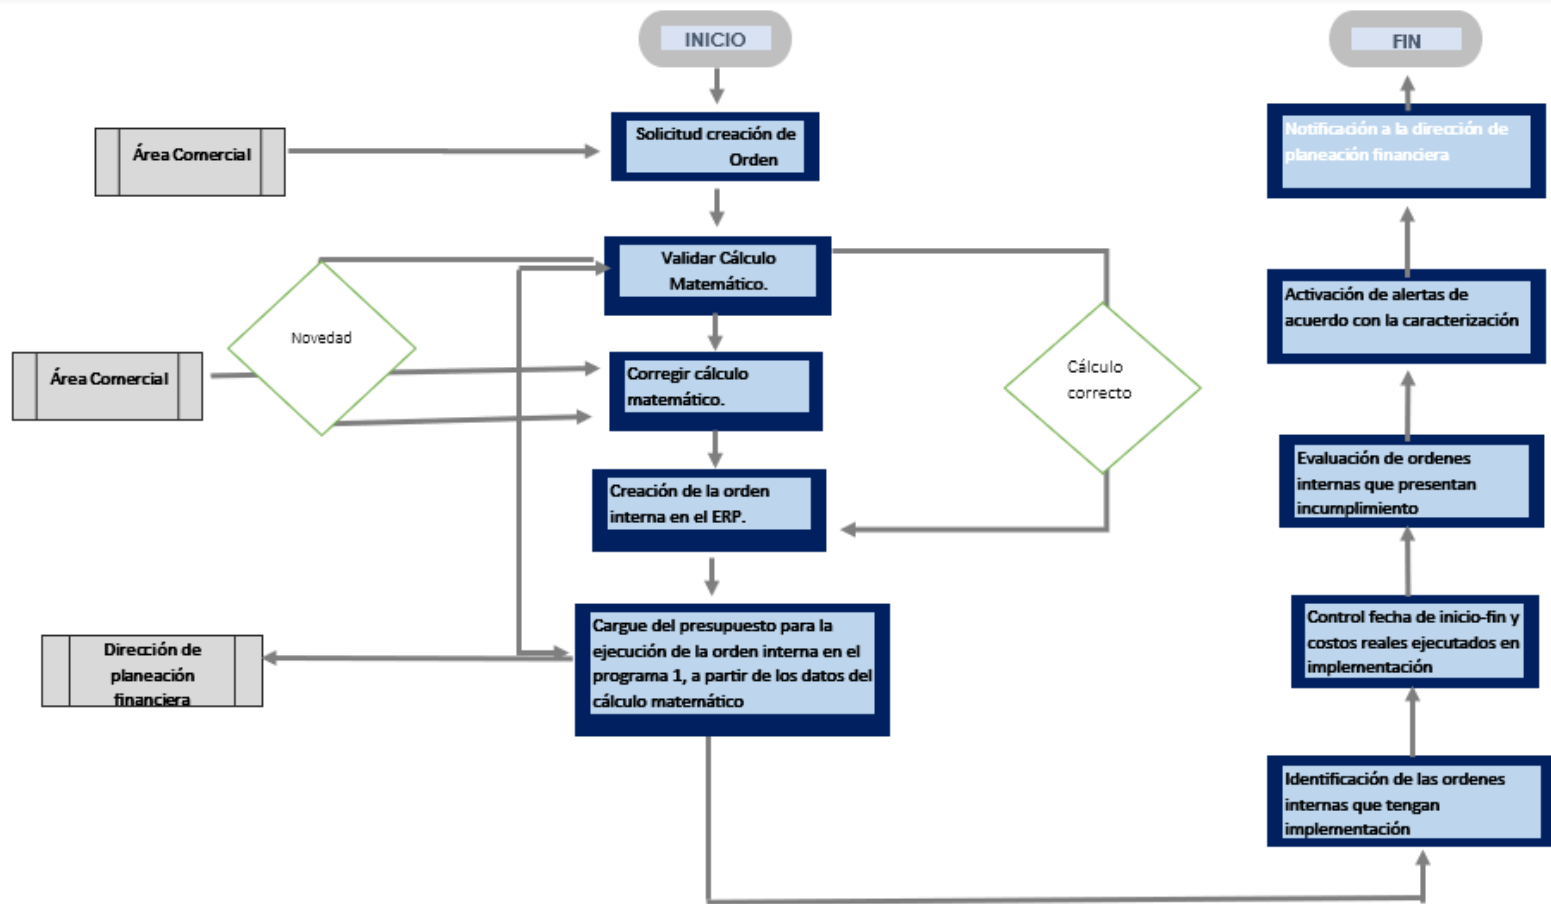 INICIO
Solicitud creación de
Orden
Área Comercial
Validar Cálculo
Matemático.
Novedad
Área Comercial
Corregir cálculo
matemático.
Cálculo
correcto
Creación de la orden
interna en el ERP.
Cargue del presupuesto para la
ejecución de la orden interna en el
programa 1, a partir de los datos del
cálculo matemático
Dirección de
planeación
financiera
Identificación de las ordenes
internas que tengan
implementación
Control fecha de inicio-fin y
costos reales ejecutados en
implementación
Evaluación de ordenes
internas que presentan
incumplimiento
Activación de alertas de
acuerdo con la caracterización
Notificación a la dirección de
planeación financiera
FIN